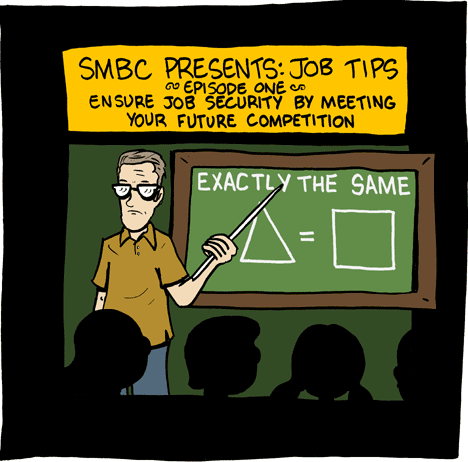 SMBC PRESENTS: JOB TIPS
EPISODE ONE
ENSURE JOB SECURITY BY MEETING
YOUR FUTURE COMPETITION
EXACTLY THE SAME
=